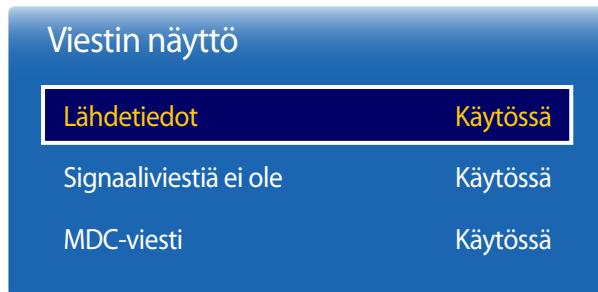 Viestin näyttö
Lähdetiedot Käytössä
Signaaliviestiä ei ole Käytössä
MDC-viesti Käytössä